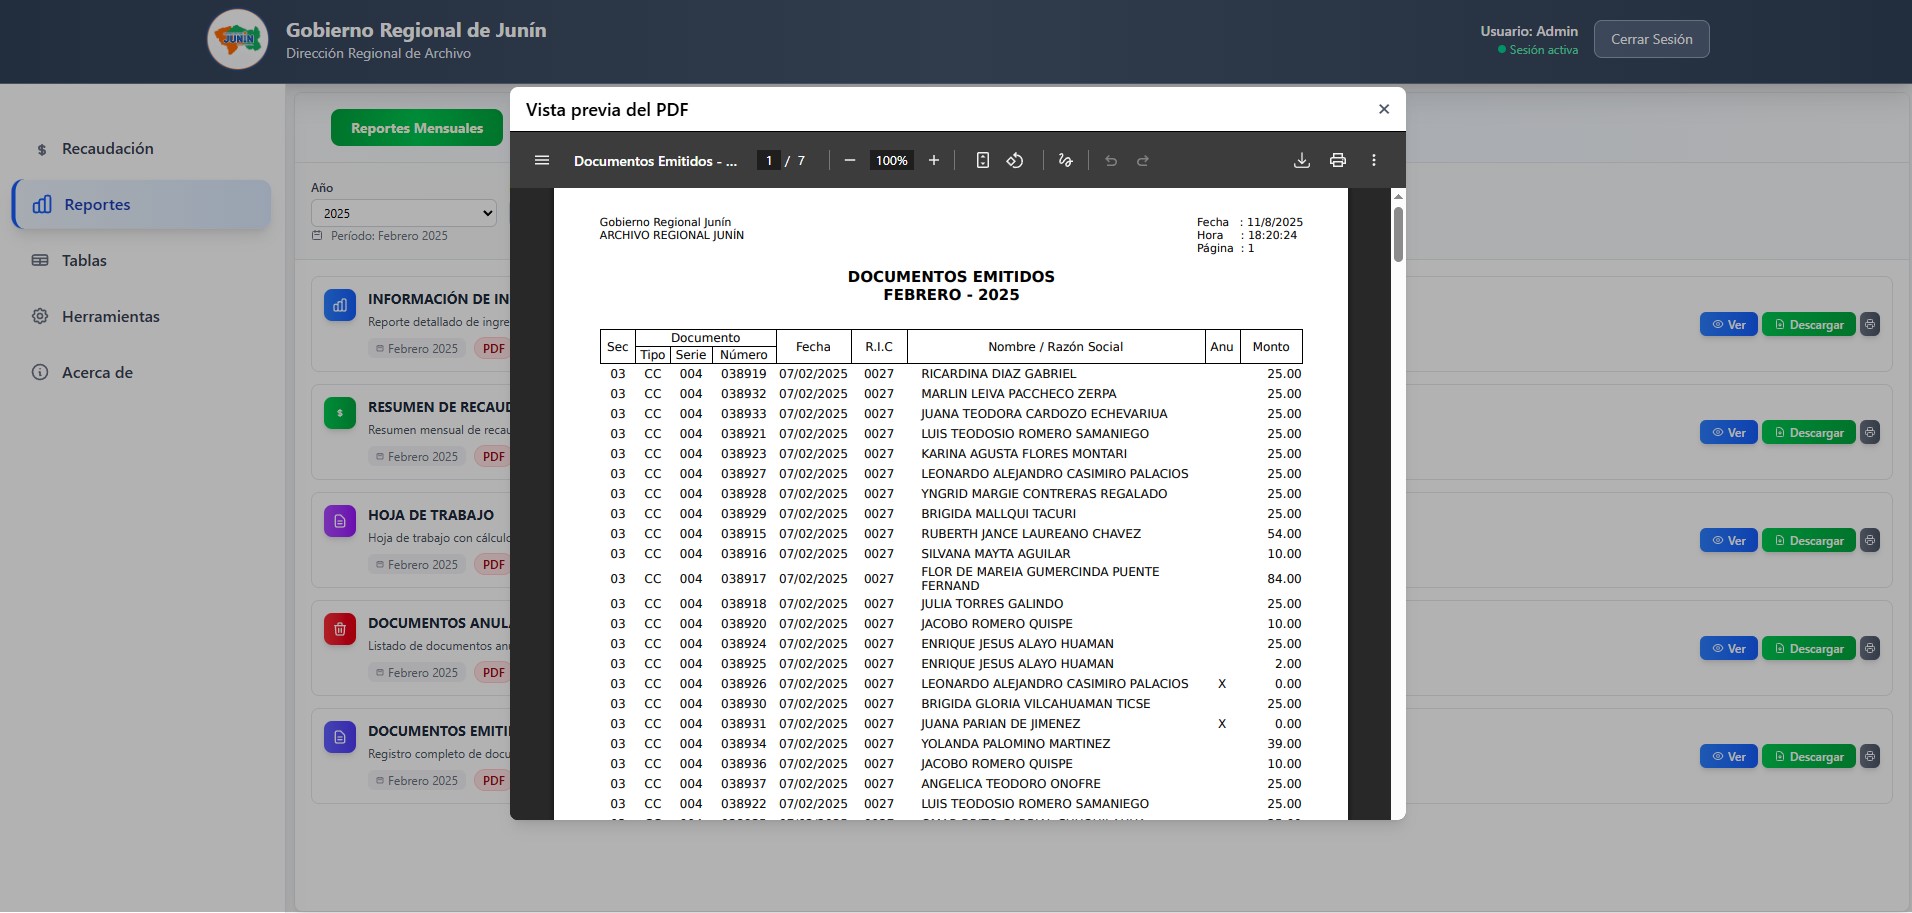 JUNÍN
Gobierno Regional de Junín
Dirección Regional de Archivo
Usuario: Admin
Sesión activa
Cerrar Sesión
$ Recaudación
Reportes
Tablas
Herramientas
Acerca de
Reportes Mensuales
Año
2025
Período: Febrero 2025
INFORMACIÓN DE IN
Reporte detallado de ingre
Febrero 2025 PDF
Ver Descargar
RESUMEN DE RECAUD
Resumen mensual de recau
Febrero 2025 PDF
Ver Descargar
HOJA DE TRABAJO
Hoja de trabajo con cálculo
Febrero 2025 PDF
Ver Descargar
DOCUMENTOS ANUL
Listado de documentos an
Febrero 2025 PDF
Ver Descargar
DOCUMENTOS EMITI
Registro completo de docu
Febrero 2025 PDF
Ver Descargar
Vista previa del PDF
Documentos Emitidos - ... 1 / 7 100%
Gobierno Regional Junín
ARCHIVO REGIONAL JUNÍN
Fecha : 11/8/2025
Hora : 18:20:24
Página : 1
DOCUMENTOS EMITIDOS
FEBRERO - 2025
Sec Documento Fecha R.I.C Nombre / Razón Social Anu Monto
Tipo Serie Número
03 CC 004 038919 07/02/2025 0027 RICARDINA DIAZ GABRIEL 25.00
03 CC 004 038932 07/02/2025 0027 MARLIN LEIVA PACCHECO ZERPA 25.00
03 CC 004 038933 07/02/2025 0027 JUANA TEODORA CARDOZO ECHEVARIUA 25.00
03 CC 004 038921 07/02/2025 0027 LUIS TEODOSIO ROMERO SAMANIEGO 25.00
03 CC 004 038923 07/02/2025 0027 KARINA AGUSTA FLORES MONTARI 25.00
03 CC 004 038927 07/02/2025 0027 LEONARDO ALEJANDRO CASIMIRO PALACIOS 25.00
03 CC 004 038928 07/02/2025 0027 YNGRID MARGIE CONTRERAS REGALADO 25.00
03 CC 004 038929 07/02/2025 0027 BRIGIDA MALLQUI TACURI 25.00
03 CC 004 038915 07/02/2025 0027 RUBERTH JANCE LAUREANO CHAVEZ 54.00
03 CC 004 038916 07/02/2025 0027 SILVANA MAYTA AGUILAR 10.00
03 CC 004 038917 07/02/2025 0027 FLOR DE MAREIA GUMERCINDA PUENTE 84.00
FERNAND
03 CC 004 038918 07/02/2025 0027 JULIA TORRES GALINDO 25.00
03 CC 004 038920 07/02/2025 0027 JACOBO ROMERO QUISPE 10.00
03 CC 004 038924 07/02/2025 0027 ENRIQUE JESUS ALAYO HUAMAN 25.00
03 CC 004 038925 07/02/2025 0027 ENRIQUE JESUS ALAYO HUAMAN 2.00
03 CC 004 038926 07/02/2025 0027 LEONARDO ALEJANDRO CASIMIRO PALACIOS X 0.00
03 CC 004 038930 07/02/2025 0027 BRIGIDA GLORIA VILCAHUAMAN TICSE 25.00
03 CC 004 038931 07/02/2025 0027 JUANA PARIAN DE JIMENEZ X 0.00
03 CC 004 038934 07/02/2025 0027 YOLANDA PALOMINO MARTINEZ 39.00
03 CC 004 038936 07/02/2025 0027 JACOBO ROMERO QUISPE 10.00
03 CC 004 038937 07/02/2025 0027 ANGELICA TEODORO ONOFRE 25.00
03 CC 004 038922 07/02/2025 0027 LUIS TEODOSIO ROMERO SAMANIEGO 25.00